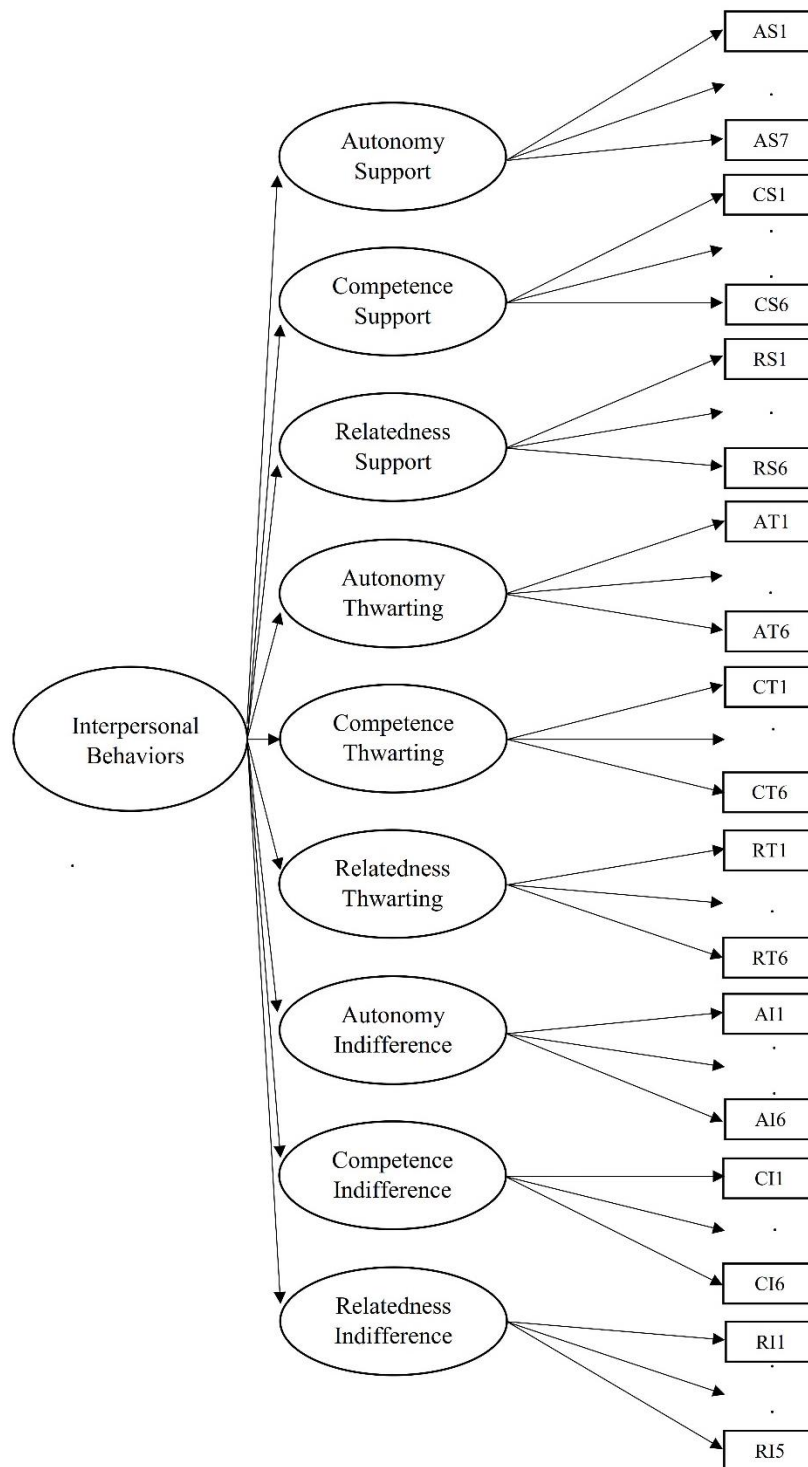 AS1
Autonomy
Support
AS7
CS1
Competence
Support
CS6
RS1
Relatedness
Support
RS6
AT1
Autonomy
Thwarting
AT6
CT1
Interpersonal
Behaviors
Competence
Thwarting
CT6
RT1
Relatedness
Thwarting
RT6
AI1
Autonomy
Indifference
AI6
Competence
Indifference
CI1
CI6
Relatedness
Indifference
RI1
RI5